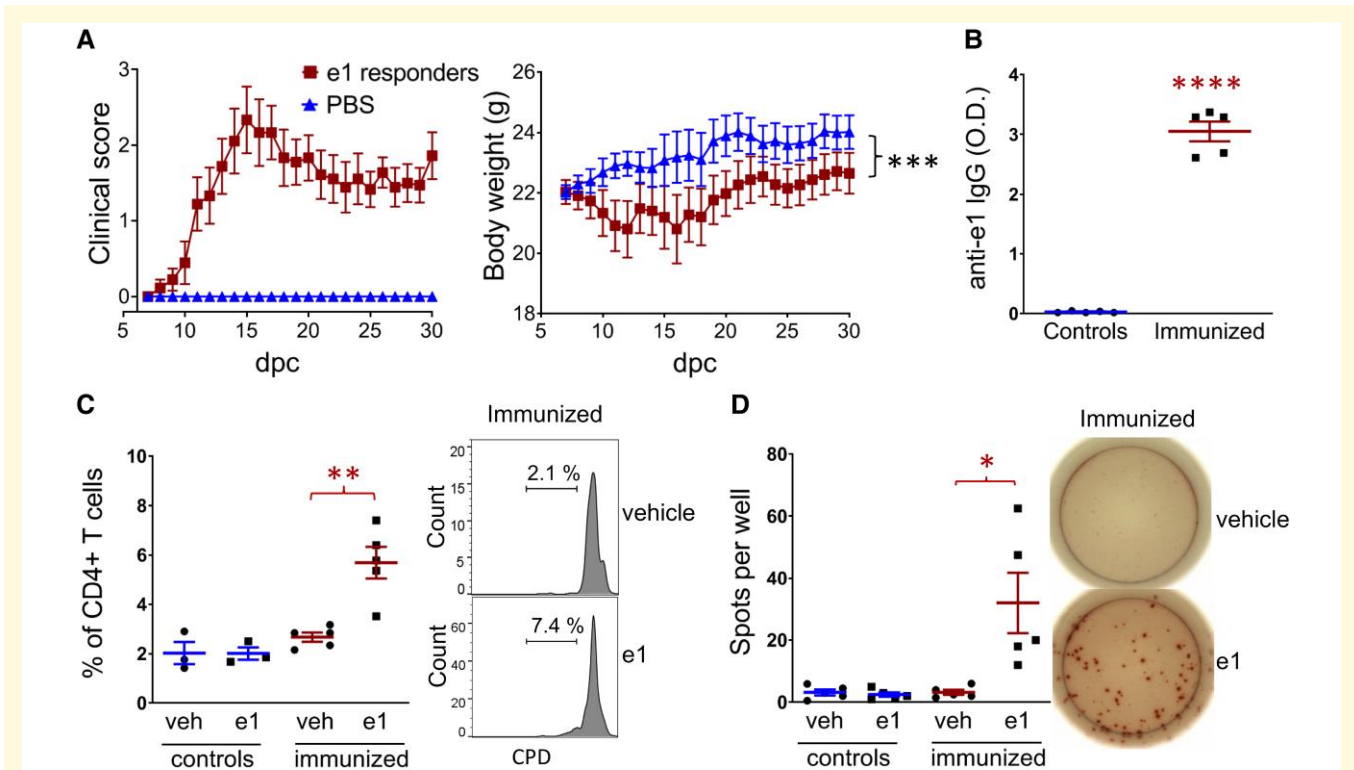 A
Clinical score
3
2
1
0
e1 responders
PBS
5 10 15 20 25 30
dpc
Body weight (g)
26
24
22
20
18
***
5 10 15 20 25 30
dpc
B
anti-e1 IgG (O.D.)
4
3
2
1
0
****
Controls Immunized
C
% of CD4+ T cells
10
8
6
4
2
0
**
veh e1 veh e1
controls immunized
Immunized
Count
20
15
10
5
0
2.1 %
vehicle
Count
60
40
20
0
7.4 %
e1
CPD
D
Spots per well
80
60
40
20
0
*
veh e1 veh e1
controls immunized
Immunized
vehicle
e1